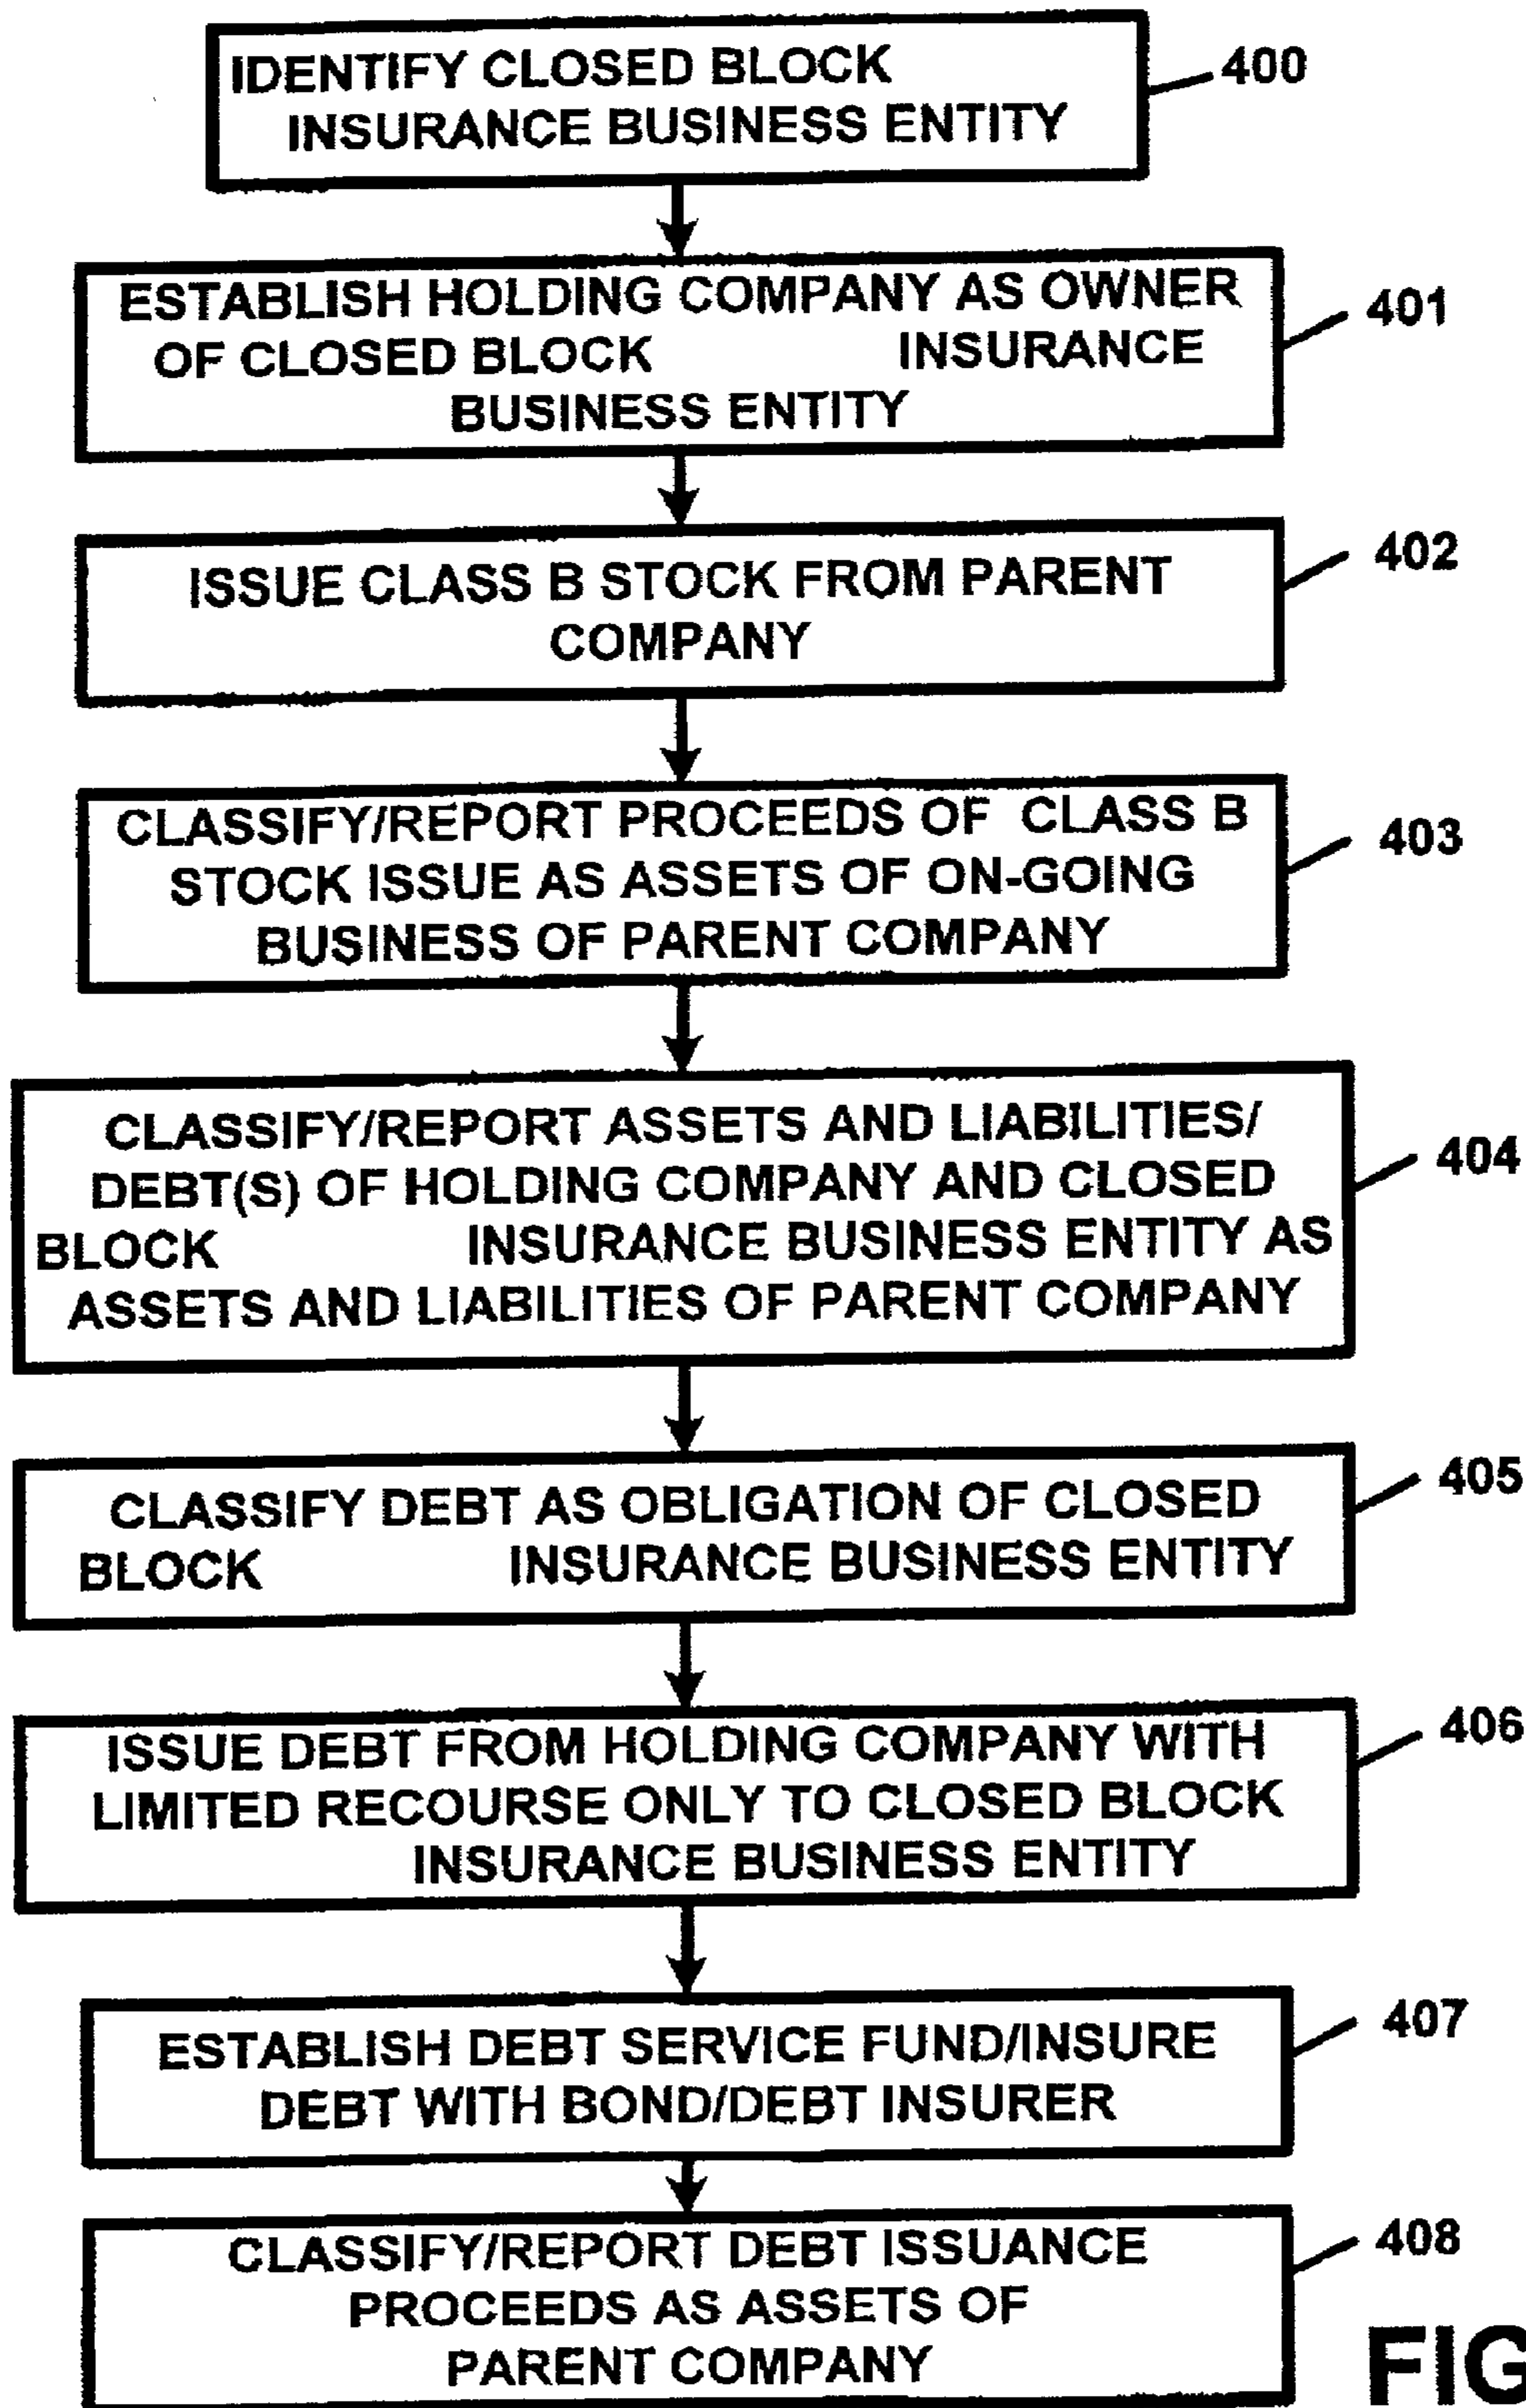 IDENTIFY CLOSED BLOCK
INSURANCE BUSINESS ENTITY
400
ESTABLISH HOLDING COMPANY AS OWNER
OF CLOSED BLOCK INSURANCE
BUSINESS ENTITY
401
ISSUE CLASS B STOCK FROM PARENT
COMPANY
402
CLASSIFY/REPORT PROCEEDS OF CLASS B
STOCK ISSUE AS ASSETS OF ON-GOING
BUSINESS OF PARENT COMPANY
403
CLASSIFY/REPORT ASSETS AND LIABILITIES/
DEBT(S) OF HOLDING COMPANY AND CLOSED
BLOCK INSURANCE BUSINESS ENTITY AS
ASSETS AND LIABILITIES OF PARENT COMPANY
404
CLASSIFY DEBT AS OBLIGATION OF CLOSED
BLOCK INSURANCE BUSINESS ENTITY
405
ISSUE DEBT FROM HOLDING COMPANY WITH
LIMITED RECOURSE ONLY TO CLOSED BLOCK
INSURANCE BUSINESS ENTITY
406
ESTABLISH DEBT SERVICE FUND/INSURE
DEBT WITH BOND/DEBT INSURER
407
CLASSIFY/REPORT DEBT ISSUANCE
PROCEEDS AS ASSETS OF
PARENT COMPANY
408
FIG